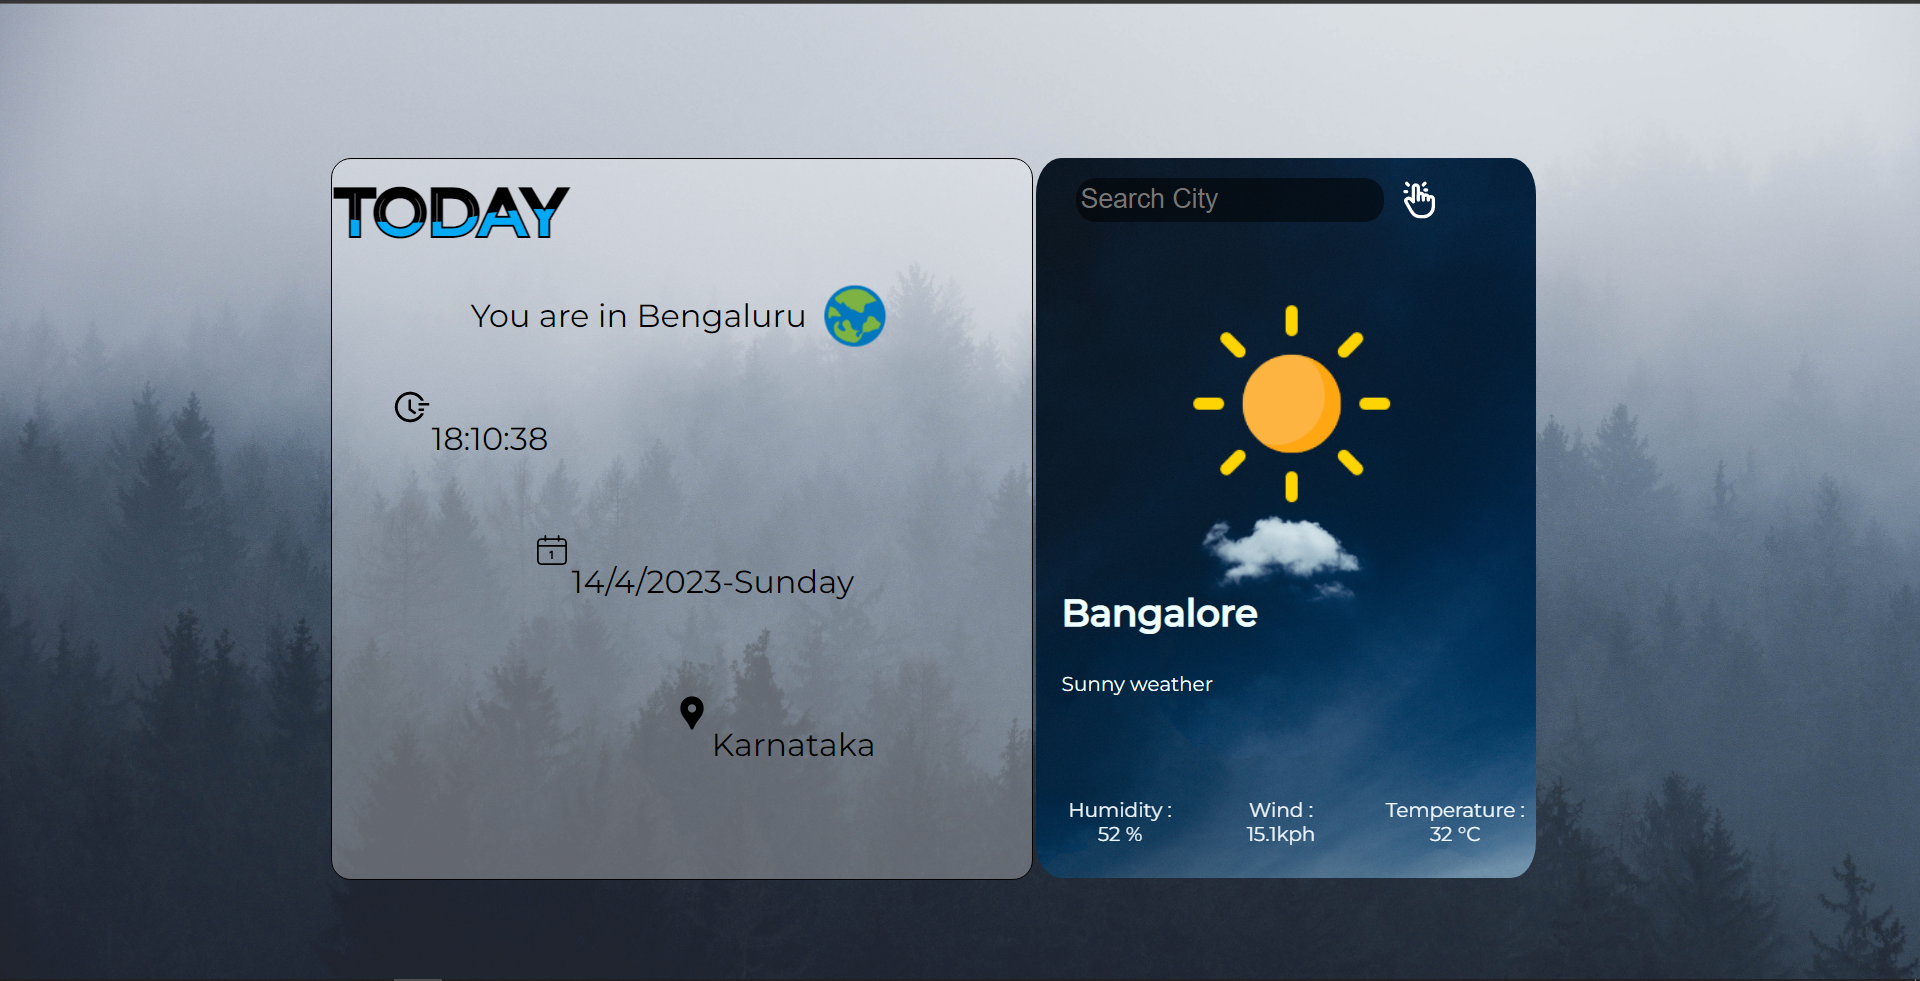 TODAY
You are in Bengaluru
18:10:38
1
14/4/2023-Sunday
Karnataka
Search City
Bangalore
Sunny weather
Humidity :
52 %
Wind :
15.1kph
Temperature :
32 °C